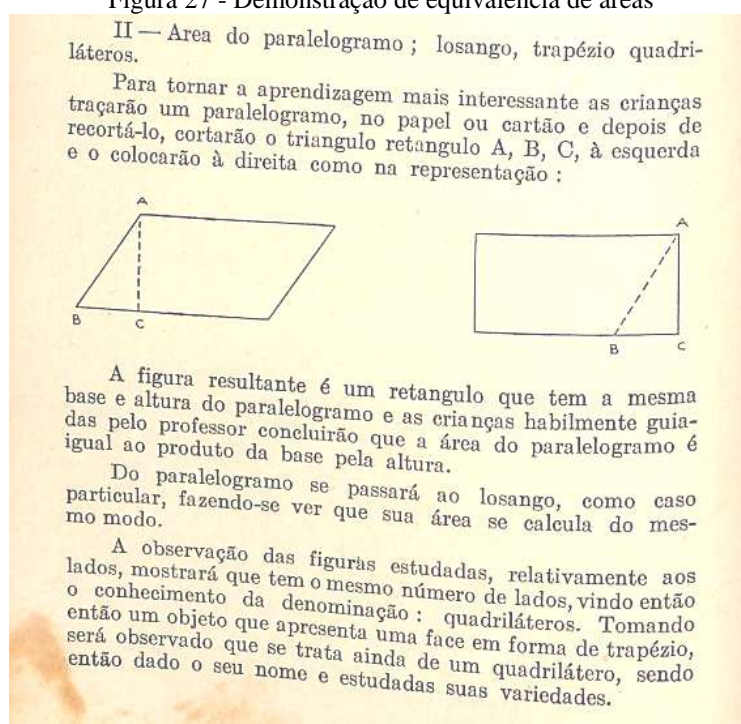 Figura 27 - Demonstração de equivalência de áreas
II — Area do paralelogramo ; losango, trapézio quadri-
láteros.
Para tornar a aprendizagem mais interessante as crianças
traçarão um paralelogramo, no papel ou cartão e depois de
recortá-lo, cortarão o triangulo retangulo A, B, C, à esquerda
e o colocarão à direita como na representação :
A
B
C
A
B
C
A figura resultante é um retangulo que tem a mesma
base e altura do paralelogramo e as crianças habilmente guia-
das pelo professor concluirão que a área do paralelogramo é
igual ao produto da base pela altura.
Do paralelogramo se passará ao losango, como caso
particular, fazendo-se ver que sua área se calcula do mes-
mo modo.
A observação das figuras estudadas, relativamente aos
lados, mostrará que tem o mesmo número de lados, vindo então
o conhecimento da denominação : quadriláteros. Tomando
então um objeto que apresenta uma face em forma de trapézio,
será observado que se trata ainda de um quadrilátero, sendo
então dado o seu nome e estudadas suas variedades.